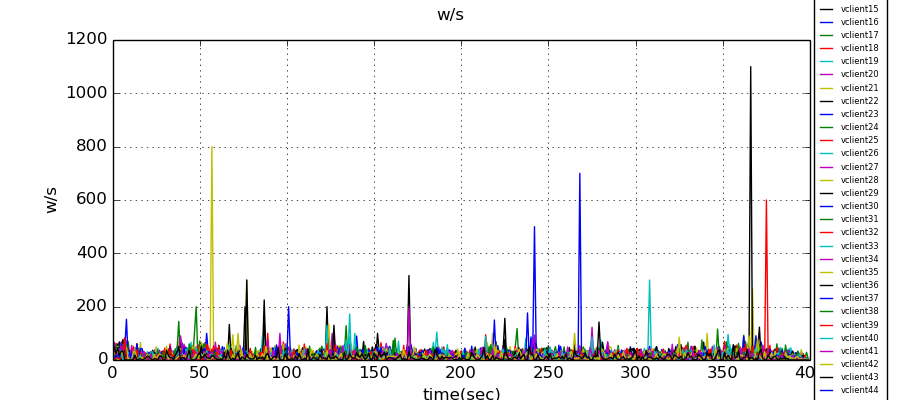 w/s
1200
1000
800
600
400
200
0
w/s
0 50 100 150 200 250 300 350 40
time(sec)
vclient15
vclient16
vclient17
vclient18
vclient19
vclient20
vclient21
vclient22
vclient23
vclient24
vclient25
vclient26
vclient27
vclient28
vclient29
vclient30
vclient31
vclient32
vclient33
vclient34
vclient35
vclient36
vclient37
vclient38
vclient39
vclient40
vclient41
vclient42
vclient43
vclient44